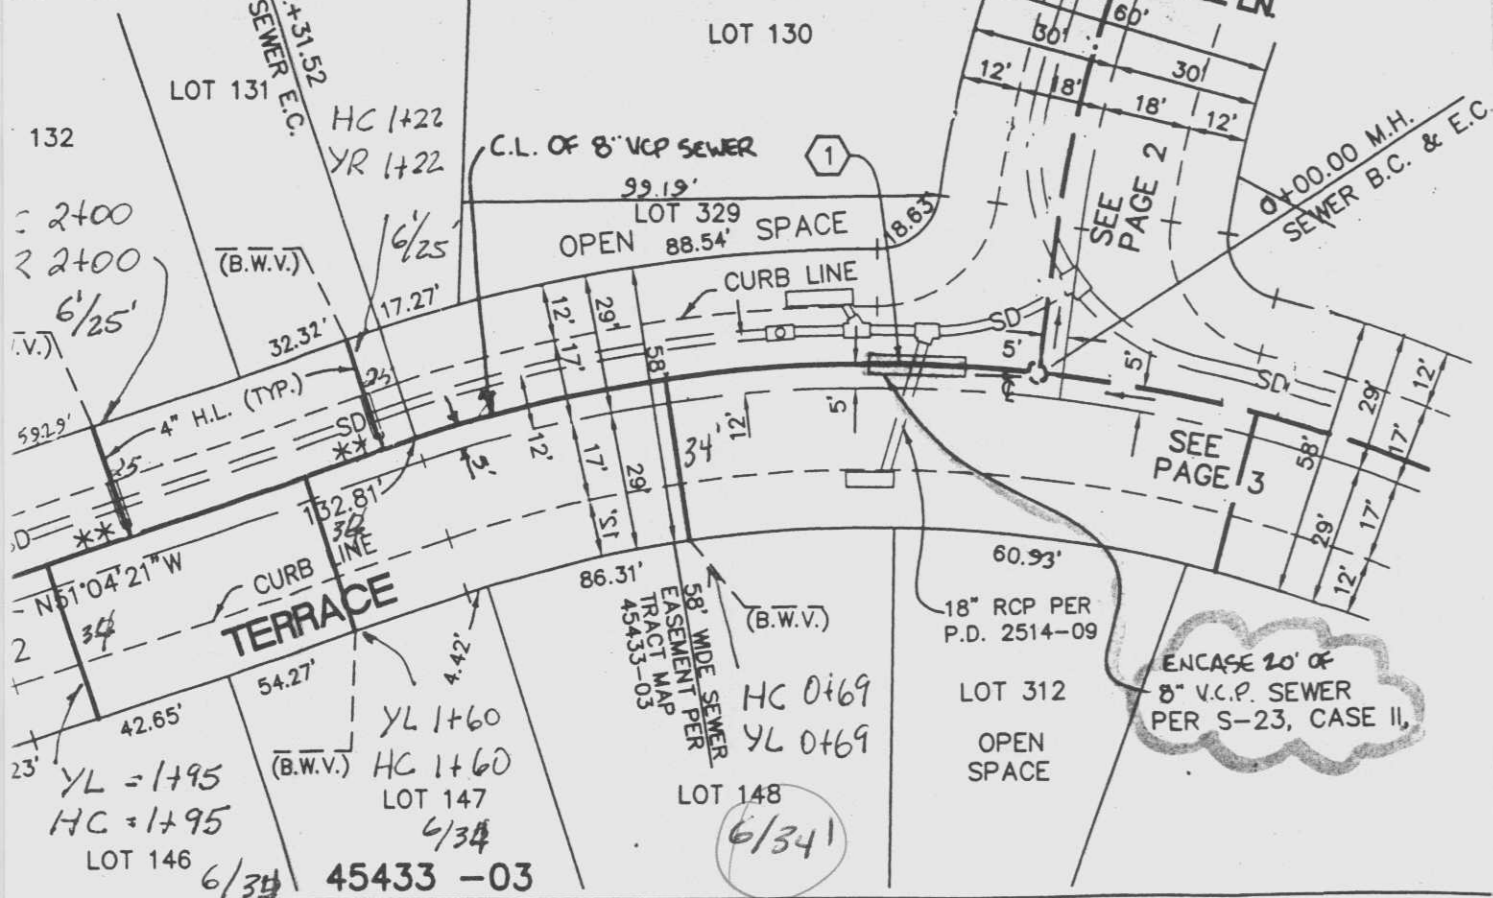 LN.
60'
30'
30'
12'
18'
18'
12'
LOT 130
+31.52
SEWER E.C.
LOT 131
132
HC 1+22
YR 1+22
6'/25'
C.L. OF 8" VCP SEWER
1
99.19'
LOT 329
OPEN SPACE
88.54'
18.63'
SEE
PAGE 2
0+00.00 M.H.
SEWER B.C. & E.C.
2+00
2+00
6'/25'
(B.W.V.)
.V.)
17.27'
32.32'
59.29'
CURB LINE
12'
29'
17'
58'
4" H.L. (TYP.)
25
25
SD
SD
**
**
5'
12'
17'
29'
12'
34'
12'
5'
SD
5'
℄
5'
SD
SEE
PAGE 3
12'
29'
17'
58'
17'
29'
12'
132.81'
34
CURB
LINE
N51°04'21"W
TERRACE
34
2
86.31'
60.93'
58' WIDE SEWER
EASEMENT PER
TRACT MAP
45433-03
(B.W.V.)
18" RCP PER
P.D. 2514-09
ENCASE 20' OF
8" V.C.P. SEWER
PER S-23, CASE II,
4.42'
54.27'
42.65'
23'
HC 0+69
YL 0+69
LOT 148
6/34'
LOT 312
OPEN
SPACE
YL 1+60
HC 1+60
(B.W.V.)
LOT 147
6/34
YL = 1+95
HC = 1+95
LOT 146
6/34
45433 -03